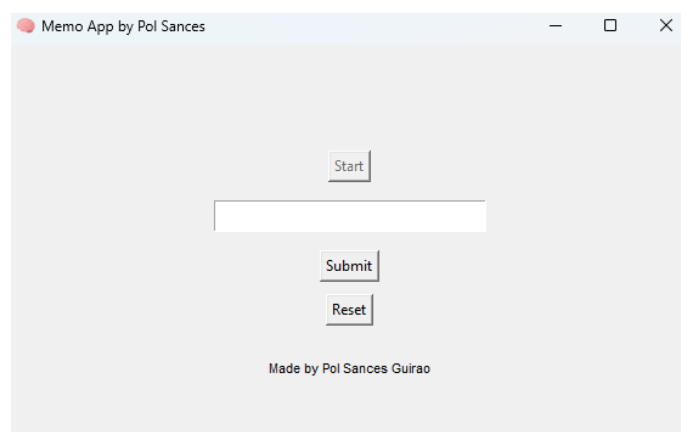 Memo App by Pol Sances
Start
Submit
Reset
Made by Pol Sances Guirao